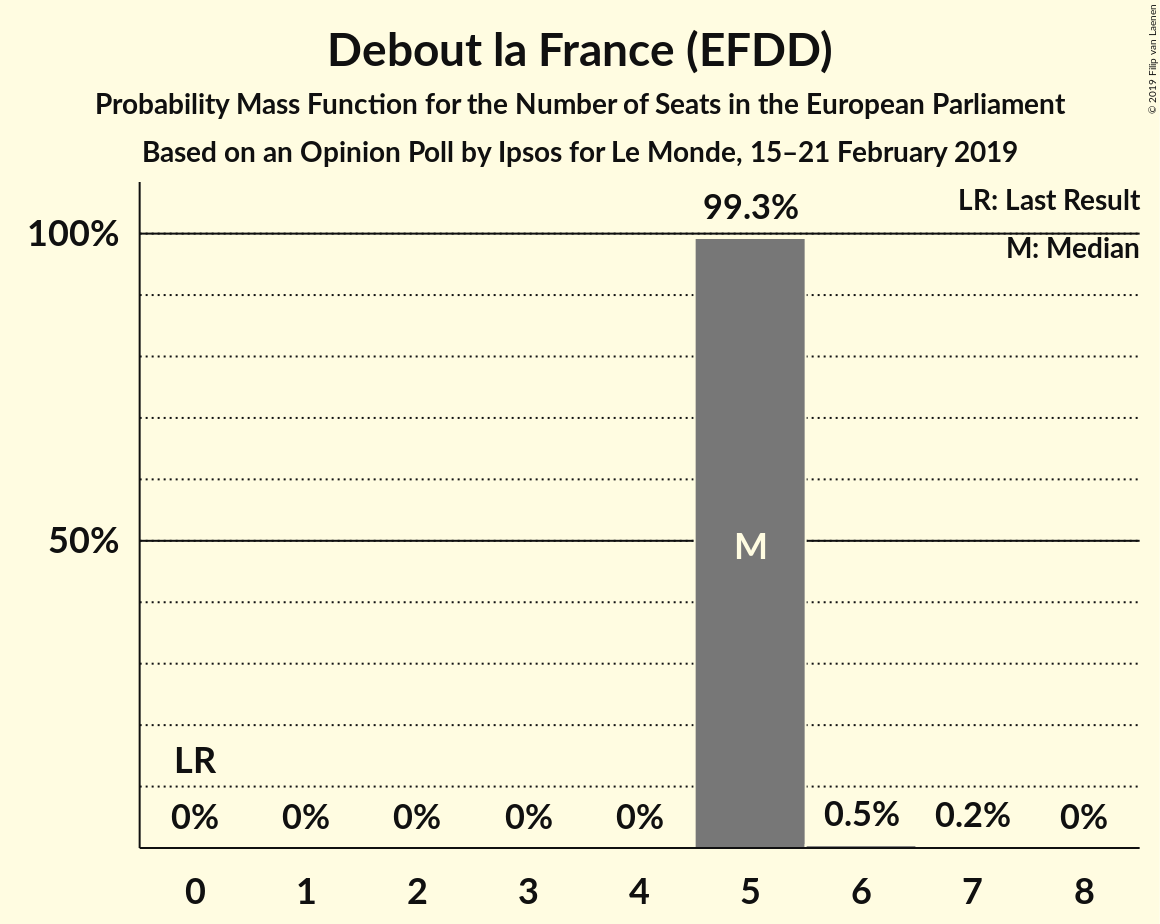 Debout la France (EFDD)
Probability Mass Function for the Number of Seats in the European Parliament
Based on an Opinion Poll by Ipsos for Le Monde, 15–21 February 2019
© 2019 Filip van Laenen
LR: Last Result
M: Median
99.3%
100%
50%
M
LR
0% 0% 0% 0% 0% 0.5% 0.2% 0%
0 1 2 3 4 5 6 7 8